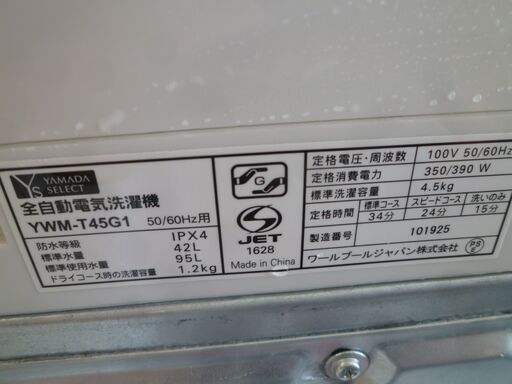 YS YAMADA SELECT
全自動電気洗濯機
YWM-T45G1 50/60Hz用
防水等級 IPX4
標準水量 42L
標準使用水量 95L
ドライコース時の洗濯容量 1.2kg
G
S
JET
1628
Made in China
定格電圧・周波数 100V 50/60Hz
定格消費電力 350/390 W
標準洗濯容量 4.5kg
定格時間 標準コース スピードコース 洗いのみ
34分 24分 15分
製造番号 101925
ワールプールジャパン株式会社 PSE